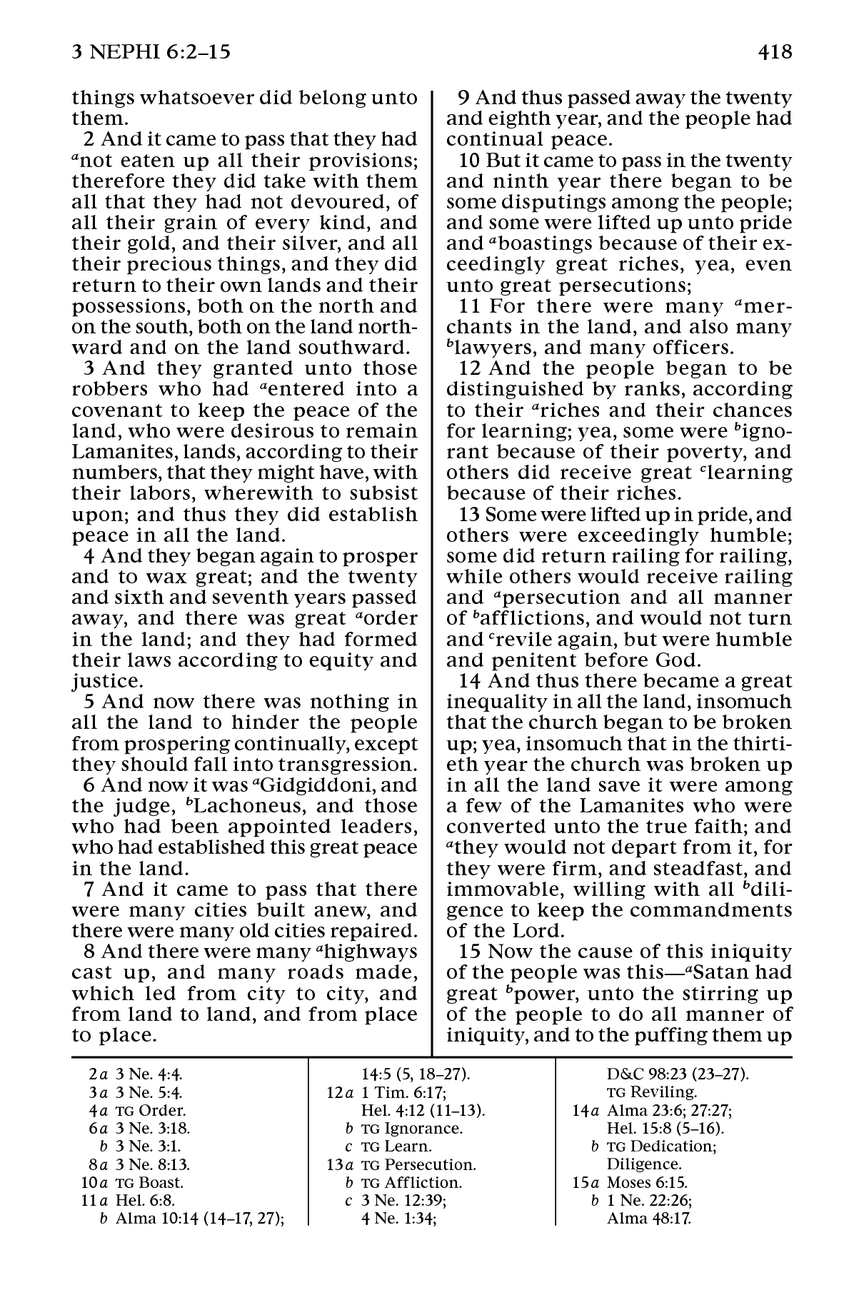 3 NEPHI 6:2–15
418
things whatsoever did belong unto
them.
2 And it came to pass that they had
anot eaten up all their provisions;
therefore they did take with them
all that they had not devoured, of
all their grain of every kind, and
their gold, and their silver, and all
their precious things, and they did
return to their own lands and their
possessions, both on the north and
on the south, both on the land north-
ward and on the land southward.
3 And they granted unto those
robbers who had aentered into a
covenant to keep the peace of the
land, who were desirous to remain
Lamanites, lands, according to their
numbers, that they might have, with
their labors, wherewith to subsist
upon; and thus they did establish
peace in all the land.
4 And they began again to prosper
and to wax great; and the twenty
and sixth and seventh years passed
away, and there was great aorder
in the land; and they had formed
their laws according to equity and
justice.
5 And now there was nothing in
all the land to hinder the people
from prospering continually, except
they should fall into transgression.
6 And now it was aGidgiddoni, and
the judge, bLachoneus, and those
who had been appointed leaders,
who had established this great peace
in the land.
7 And it came to pass that there
were many cities built anew, and
there were many old cities repaired.
8 And there were many ahighways
cast up, and many roads made,
which led from city to city, and
from land to land, and from place
to place.
9 And thus passed away the twenty
and eighth year, and the people had
continual peace.
10 But it came to pass in the twenty
and ninth year there began to be
some disputings among the people;
and some were lifted up unto pride
and aboastings because of their ex-
ceedingly great riches, yea, even
unto great persecutions;
11 For there were many amer-
chants in the land, and also many
blawyers, and many officers.
12 And the people began to be
distinguished by ranks, according
to their ariches and their chances
for learning; yea, some were bigno-
rant because of their poverty, and
others did receive great clearning
because of their riches.
13 Some were lifted up in pride, and
others were exceedingly humble;
some did return railing for railing,
while others would receive railing
and apersecution and all manner
of bafflictions, and would not turn
and crevile again, but were humble
and penitent before God.
14 And thus there became a great
inequality in all the land, insomuch
that the church began to be broken
up; yea, insomuch that in the thirti-
eth year the church was broken up
in all the land save it were among
a few of the Lamanites who were
converted unto the true faith; and
athey would not depart from it, for
they were firm, and steadfast, and
immovable, willing with all bdili-
gence to keep the commandments
of the Lord.
15 Now the cause of this iniquity
of the people was this—aSatan had
great bpower, unto the stirring up
of the people to do all manner of
iniquity, and to the puffing them up
2a 3 Ne. 4:4.
3a 3 Ne. 5:4.
4a TG Order.
6a 3 Ne. 3:18.
b 3 Ne. 3:1.
8a 3 Ne. 8:13.
10a TG Boast.
11a Hel. 6:8.
b Alma 10:14 (14–17, 27);
14:5 (5, 18–27).
12a 1 Tim. 6:17;
Hel. 4:12 (11–13).
b TG Ignorance.
c TG Learn.
13a TG Persecution.
b TG Affliction.
c 3 Ne. 12:39;
4 Ne. 1:34;
D&C 98:23 (23–27).
TG Reviling.
14a Alma 23:6; 27:27;
Hel. 15:8 (5–16).
b TG Dedication;
Diligence.
15a Moses 6:15.
b 1 Ne. 22:26;
Alma 48:17.